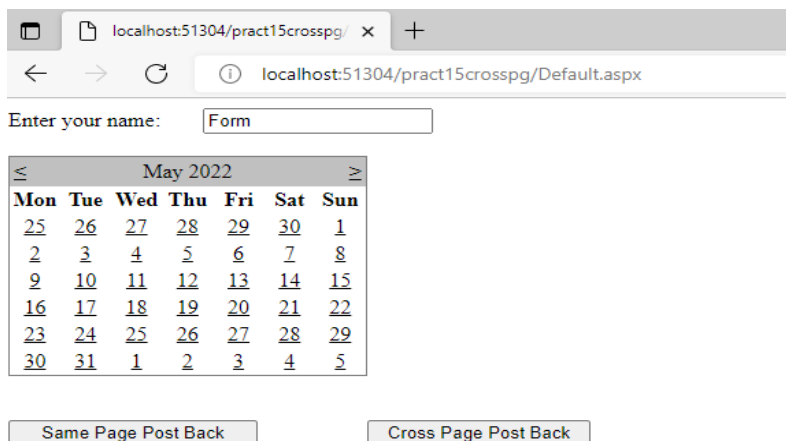 localhost:51304/pract15crosspg/
localhost:51304/pract15crosspg/Default.aspx
Enter your name: Form
< May 2022 >
Mon Tue Wed Thu Fri Sat Sun
25 26 27 28 29 30 1
2 3 4 5 6 7 8
9 10 11 12 13 14 15
16 17 18 19 20 21 22
23 24 25 26 27 28 29
30 31 1 2 3 4 5
Same Page Post Back Cross Page Post Back